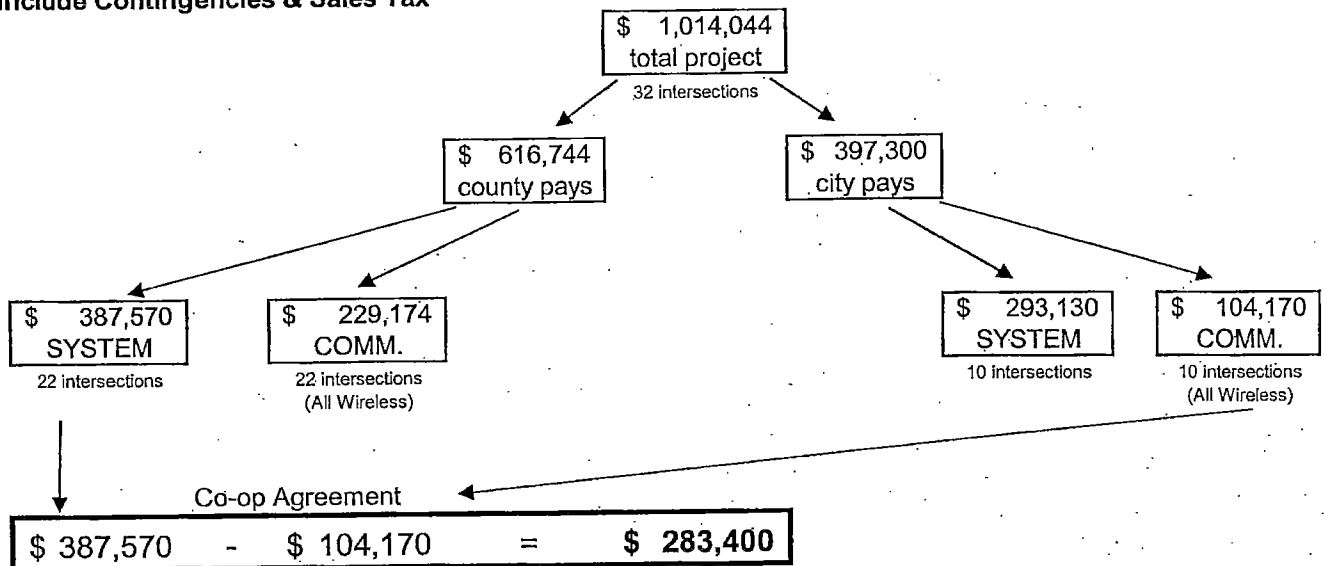 Include Contingencies & Sales Tax
$ 1,014,044
total project
32 intersections
$ 616,744
county pays
$ 397,300
city pays
$ 387,570
SYSTEM
22 intersections
$ 229,174
COMM.
22 intersections
(All Wireless)
$ 293,130
SYSTEM
10 intersections
$ 104,170
COMM.
10 intersections
(All Wireless)
Co-op Agreement
$ 387,570 - $ 104,170 = $ 283,400